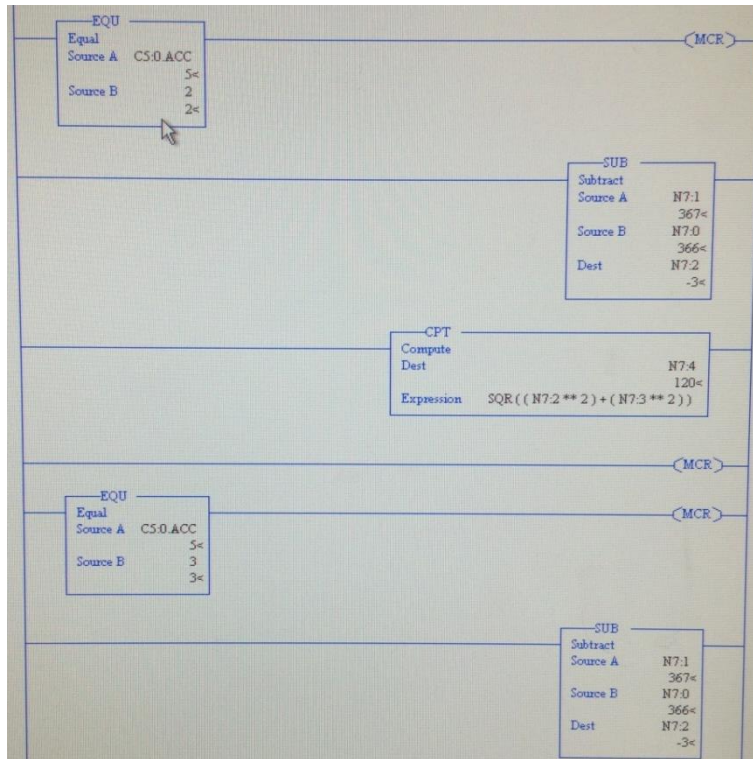 EQU
Equal
Source A C5:0.ACC
5<
Source B 2
2<
(MCR)
SUB
Subtract
Source A N7:1
367<
Source B N7:0
366<
Dest N7:2
-3<
CPT
Compute
Dest N7:4
120<
Expression SQR ( ( N7:2 ** 2 ) + ( N7:3 ** 2 ) )
(MCR)
EQU
Equal
Source A C5:0.ACC
5<
Source B 3
3<
(MCR)
SUB
Subtract
Source A N7:1
367<
Source B N7:0
366<
Dest N7:2
-3<